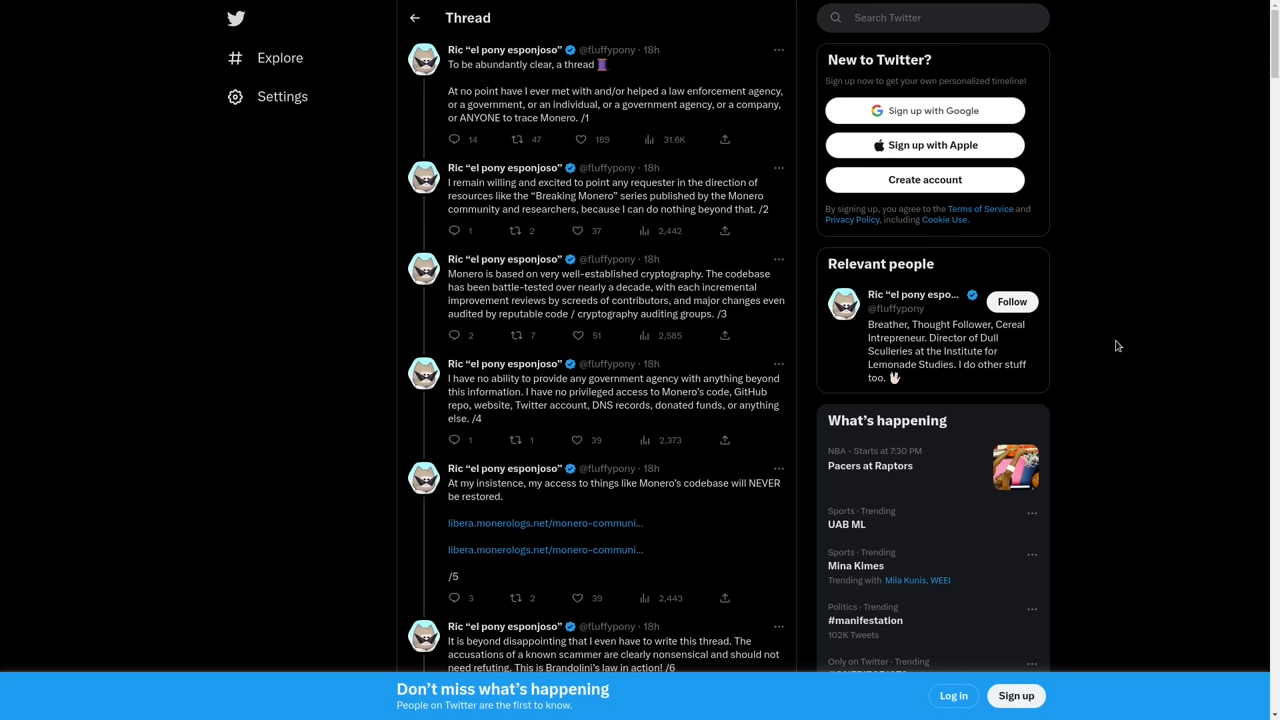 Thread
Explore
Settings
Ric “el pony esponjoso” @fluffypony · 18h
To be abundantly clear, a thread 🧵
At no point have I ever met with and/or helped a law enforcement agency,
or a government, or an individual, or a government agency, or a company,
or ANYONE to trace Monero. /1
14 47 189 31.6K
Ric “el pony esponjoso” @fluffypony · 18h
I remain willing and excited to point any requester in the direction of
resources like the “Breaking Monero” series published by the Monero
community and researchers, because I can do nothing beyond that. /2
1 2 37 2,442
Ric “el pony esponjoso” @fluffypony · 18h
Monero is based on very well-established cryptography. The codebase
has been battle-tested over nearly a decade, with each incremental
improvement reviews by screeds of contributors, and major changes even
audited by reputable code / cryptography auditing groups. /3
2 7 51 2,585
Ric “el pony esponjoso” @fluffypony · 18h
I have no ability to provide any government agency with anything beyond
this information. I have no privileged access to Monero’s code, GitHub
repo, website, Twitter account, DNS records, donated funds, or anything
else. /4
1 1 39 2,373
Ric “el pony esponjoso” @fluffypony · 18h
At my insistence, my access to things like Monero's codebase will NEVER
be restored.
libera.monerologs.net/monero-communi...
libera.monerologs.net/monero-communi...
/5
3 2 39 2,443
Ric “el pony esponjoso” @fluffypony · 18h
It is beyond disappointing that I even have to write this thread. The
accusations of a known scammer are clearly nonsensical and should not
need refuting. This is Brandolini’s law in action! /6
Search Twitter
New to Twitter?
Sign up now to get your own personalized timeline!
Sign up with Google
Sign up with Apple
Create account
By signing up, you agree to the Terms of Service and
Privacy Policy, including Cookie Use.
Relevant people
Ric “el pony espo...
@fluffypony
Follow
Breather, Thought Follower, Cereal
Intrepreneur. Director of Dull
Sculleries at the Institute for
Lemonade Studies. I do other stuff
too.
What’s happening
NBA · Starts at 7:30 PM
Pacers at Raptors
Sports · Trending
UAB ML
Sports · Trending
Mina Kimes
Trending with Mila Kunis, WEEI
Politics · Trending
#manifestation
102K Tweets
Only on Twitter · Trending
Don’t miss what’s happening
People on Twitter are the first to know.
Log in
Sign up